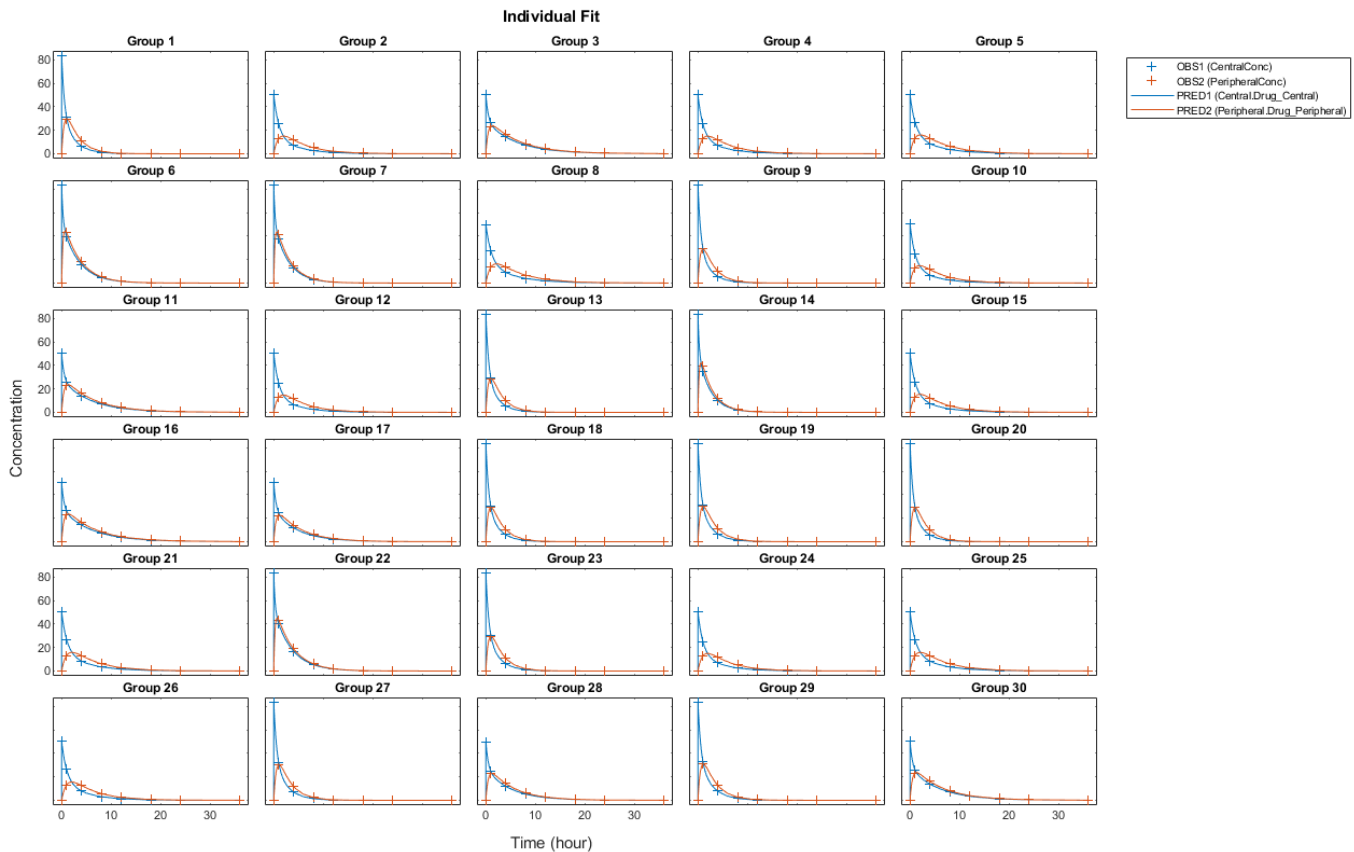 Individual Fit
Group 1 Group 2 Group 3 Group 4 Group 5
80
60
40
20
0
OBS1 (CentralConc)
OBS2 (PeripheralConc)
PRED1 (Central.Drug_Central)
PRED2 (Peripheral.Drug_Peripheral)
Group 6 Group 7 Group 8 Group 9 Group 10
Group 11 Group 12 Group 13 Group 14 Group 15
80
60
40
20
0
Concentration
Group 16 Group 17 Group 18 Group 19 Group 20
Group 21 Group 22 Group 23 Group 24 Group 25
80
60
40
20
0
Group 26 Group 27 Group 28 Group 29 Group 30
0 10 20 30 0 10 20 30 0 10 20 30
Time (hour)